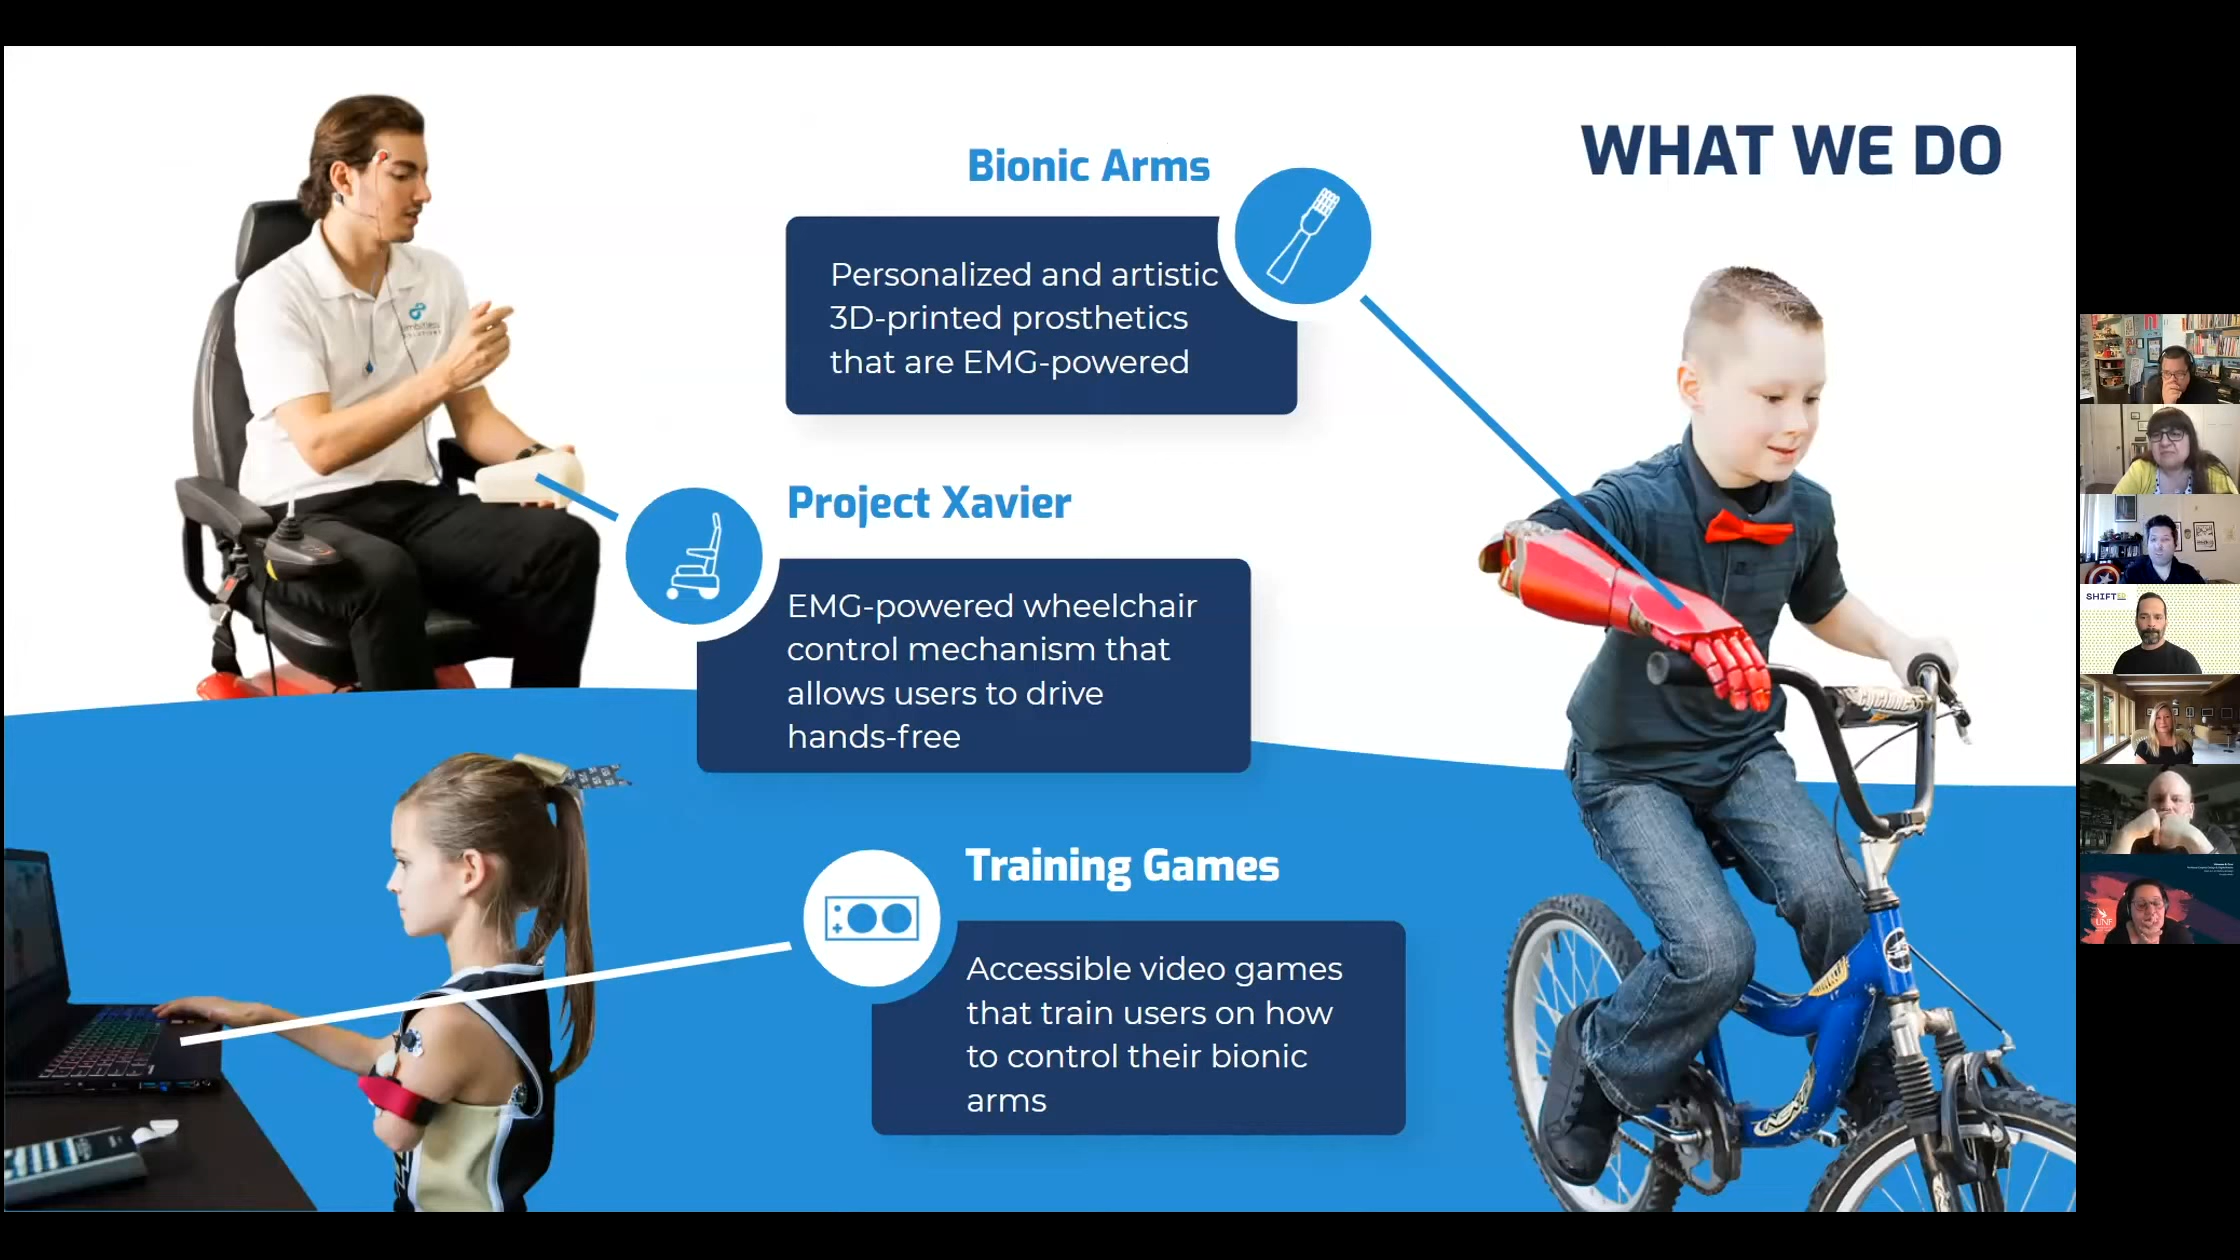 WHAT WE DO
Bionic Arms
Personalized and artistic
3D-printed prosthetics
that are EMG-powered
Project Xavier
EMG-powered wheelchair
control mechanism that
allows users to drive
hands-free
Training Games
Accessible video games
that train users on how
to control their bionic
arms
SHIFTED
UNF